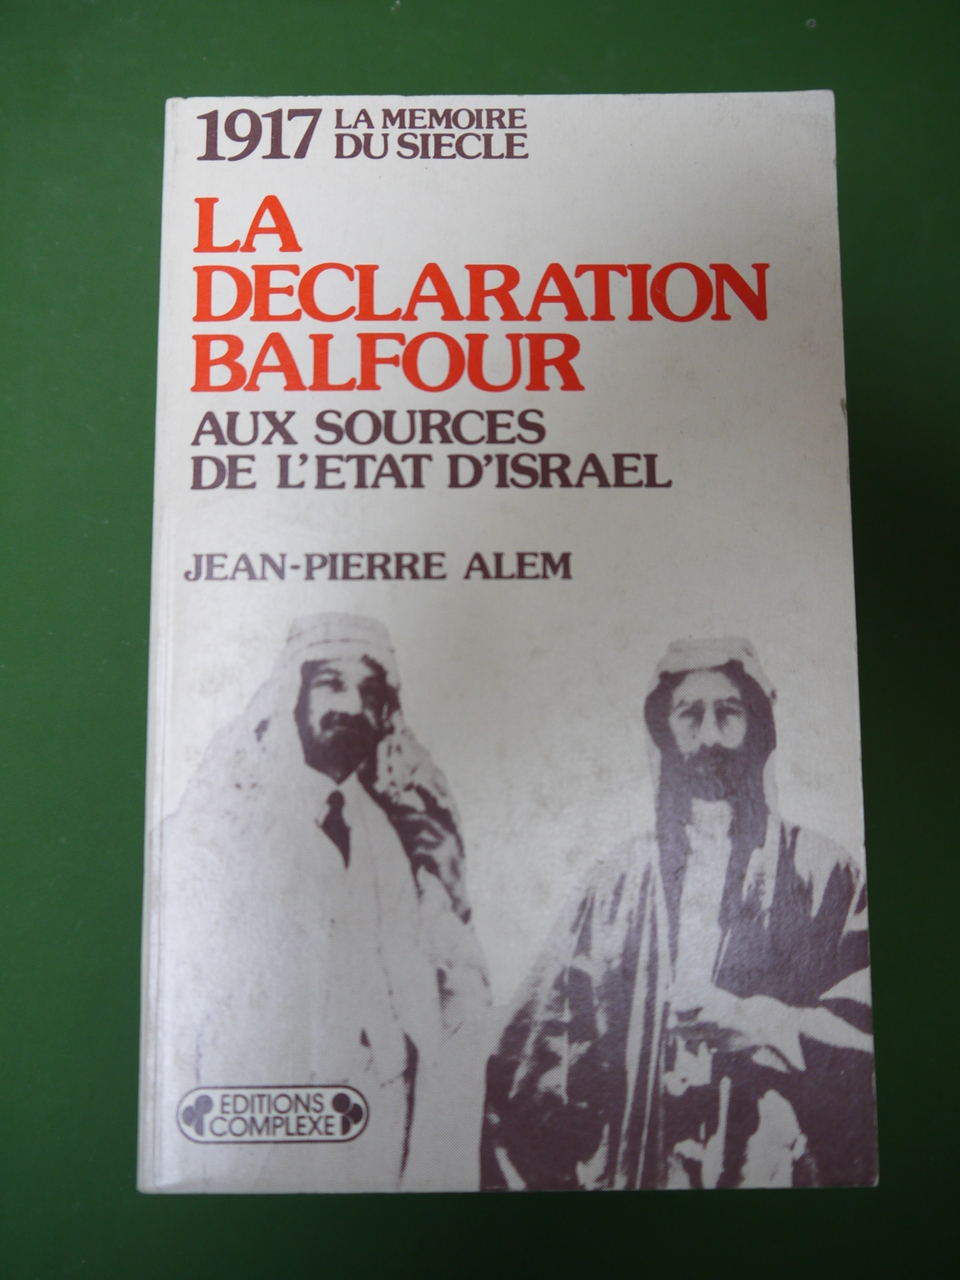 1917 LA MEMOIRE
DU SIECLE
LA
DECLARATION
BALFOUR
AUX SOURCES
DE L'ETAT D'ISRAEL
JEAN-PIERRE ALEM
EDITIONS
COMPLEXE